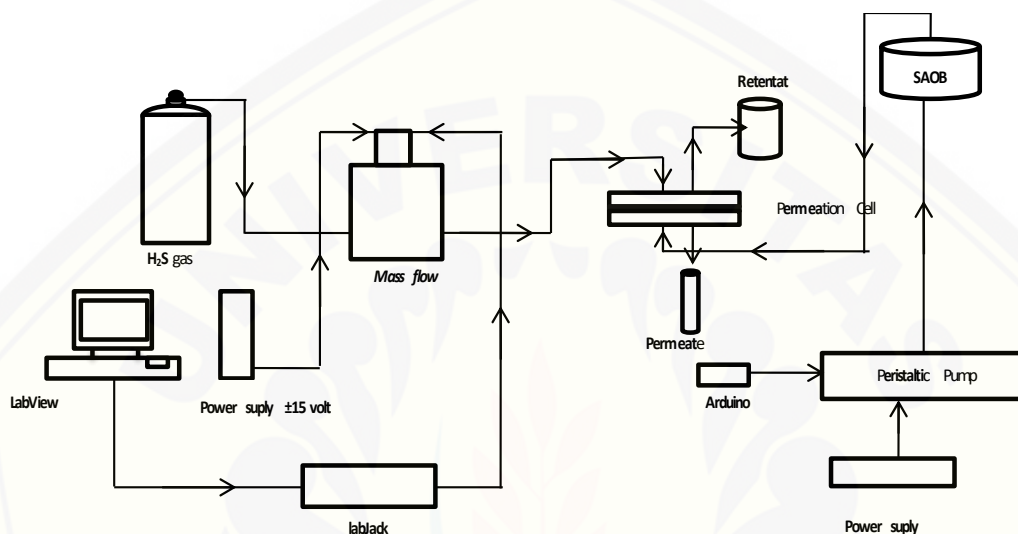 SAOB
Retentat
Permeation Cell
H₂S gas
Mass flow
Permeate
Peristaltic Pump
Arduino
LabView
Power suply ±15 volt
labJack
Power suply
UNIVERSITAS